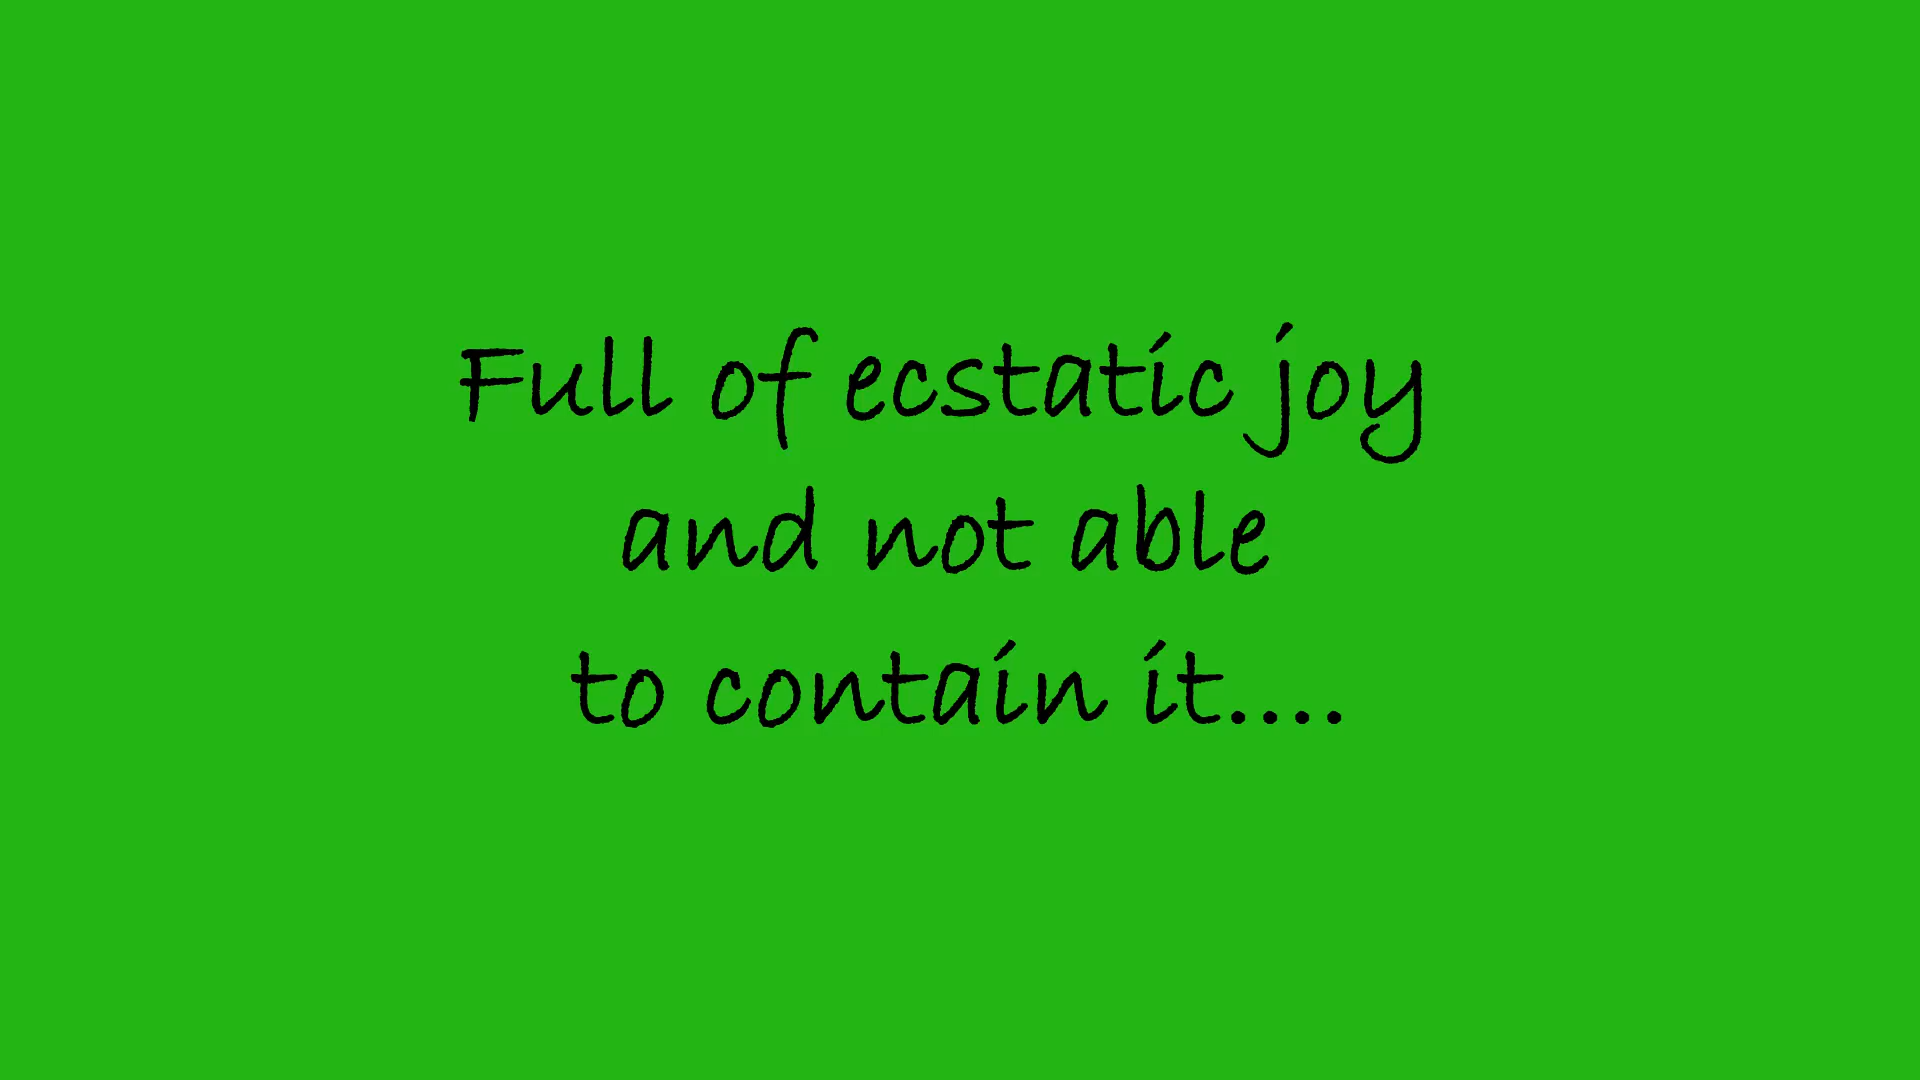 Full of ecstatic joy
and not able
to contain it....